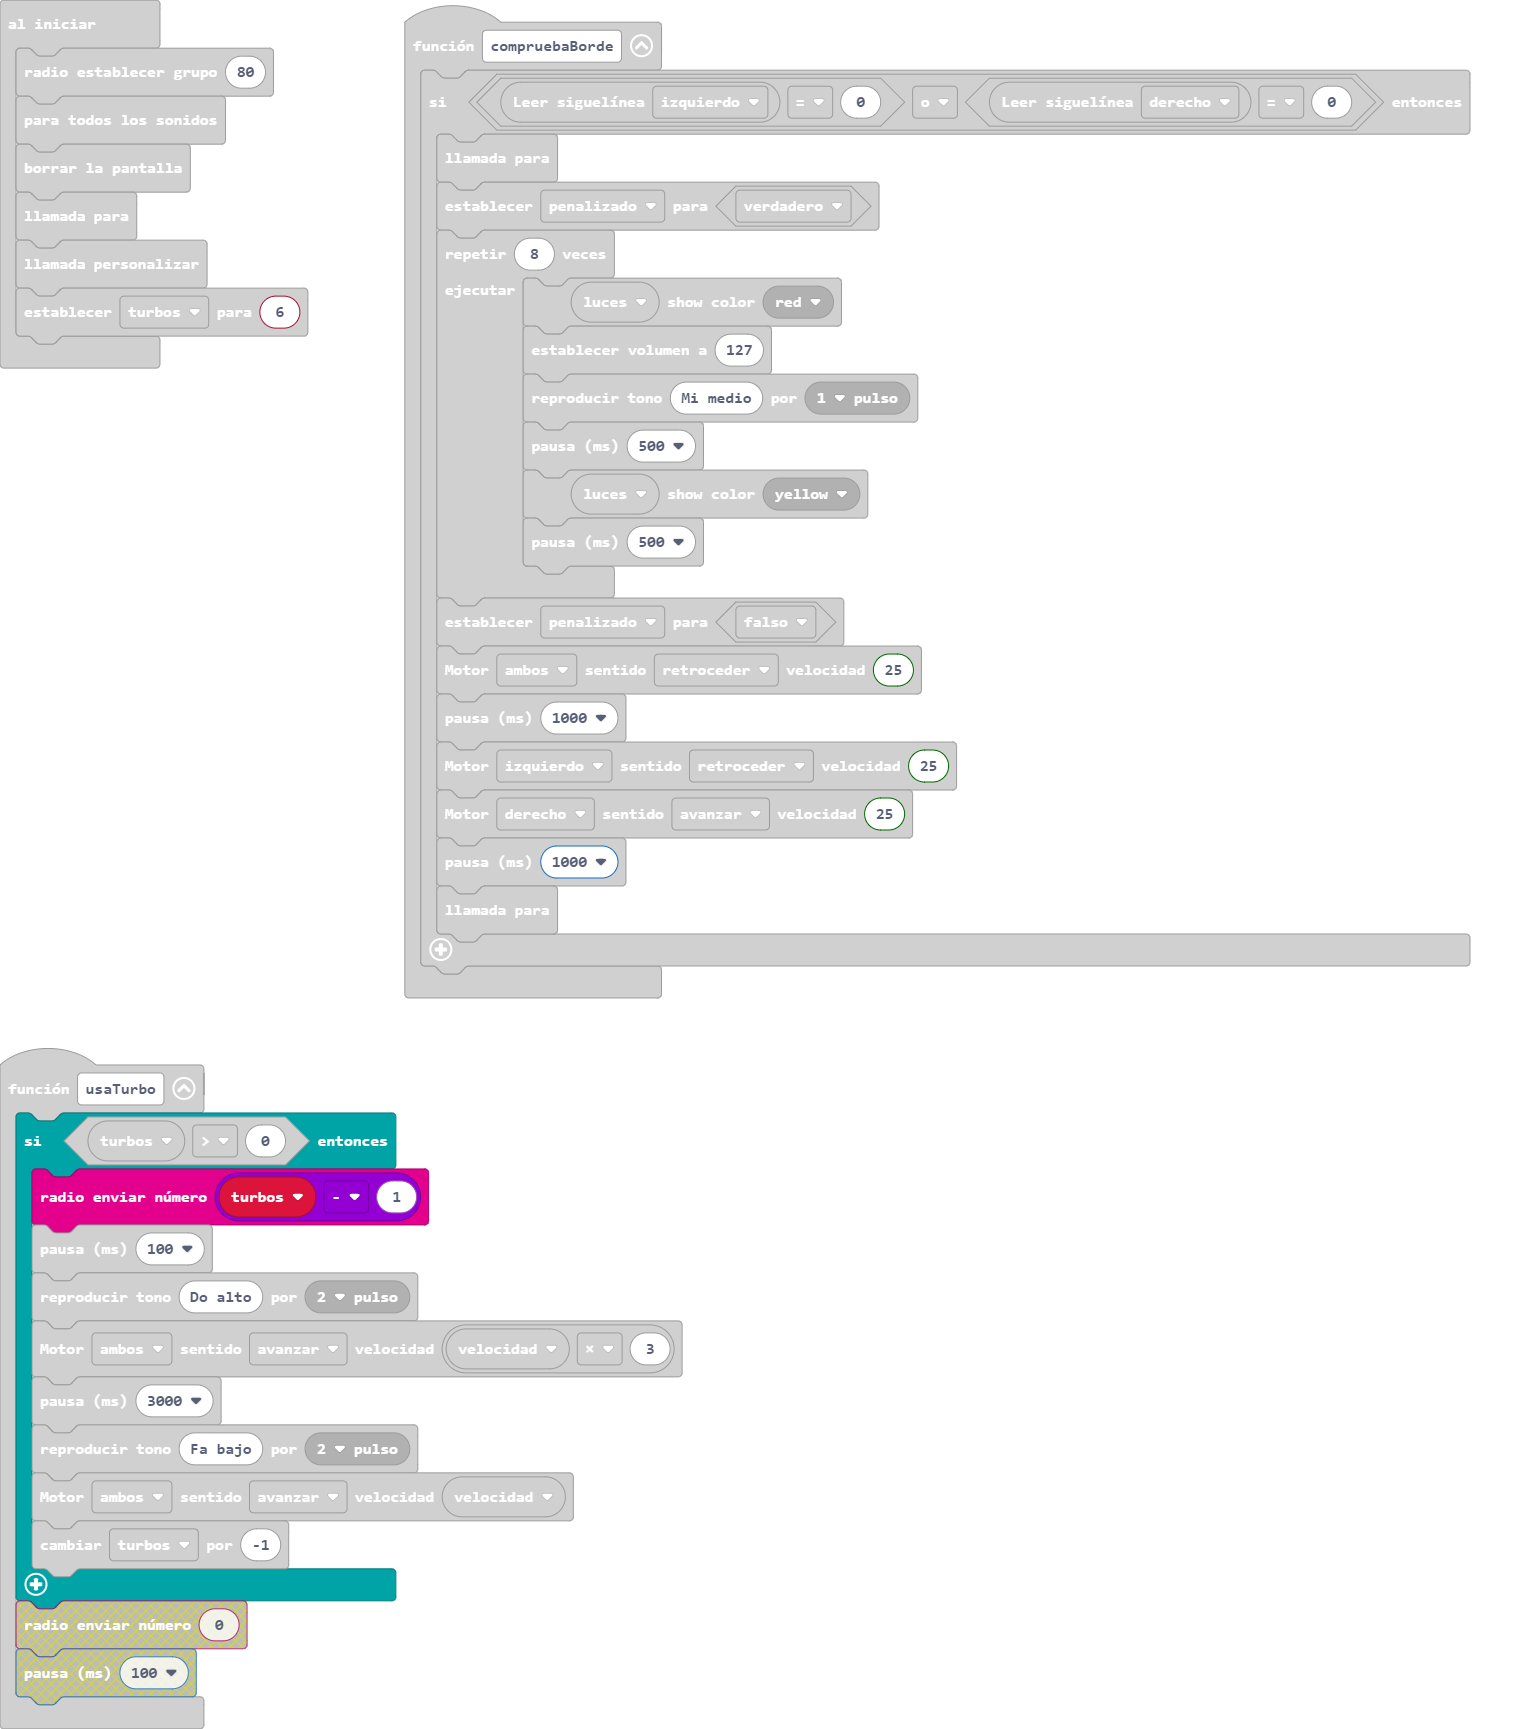 al iniciar
radio establecer grupo 80
para todos los sonidos
borrar la pantalla
llamada para
llamada personalizar
establecer turbos para 6
función compruebaBorde
si Leer siguelínea izquierdo = 0 o Leer siguelínea derecho = 0 entonces
llamada para
establecer penalizado para verdadero
repetir 8 veces
ejecutar
luces show color red
establecer volumen a 127
reproducir tono Mi medio por 1 pulso
pausa (ms) 500
luces show color yellow
pausa (ms) 500
establecer penalizado para falso
Motor ambos sentido retroceder velocidad 25
pausa (ms) 1000
Motor izquierdo sentido retroceder velocidad 25
Motor derecho sentido avanzar velocidad 25
pausa (ms) 1000
llamada para
función usaTurbo
si turbos > 0 entonces
radio enviar número turbos - 1
pausa (ms) 100
reproducir tono Do alto por 2 pulso
Motor ambos sentido avanzar velocidad velocidad × 3
pausa (ms) 3000
reproducir tono Fa bajo por 2 pulso
Motor ambos sentido avanzar velocidad velocidad
cambiar turbos por -1
radio enviar número 0
pausa (ms) 100